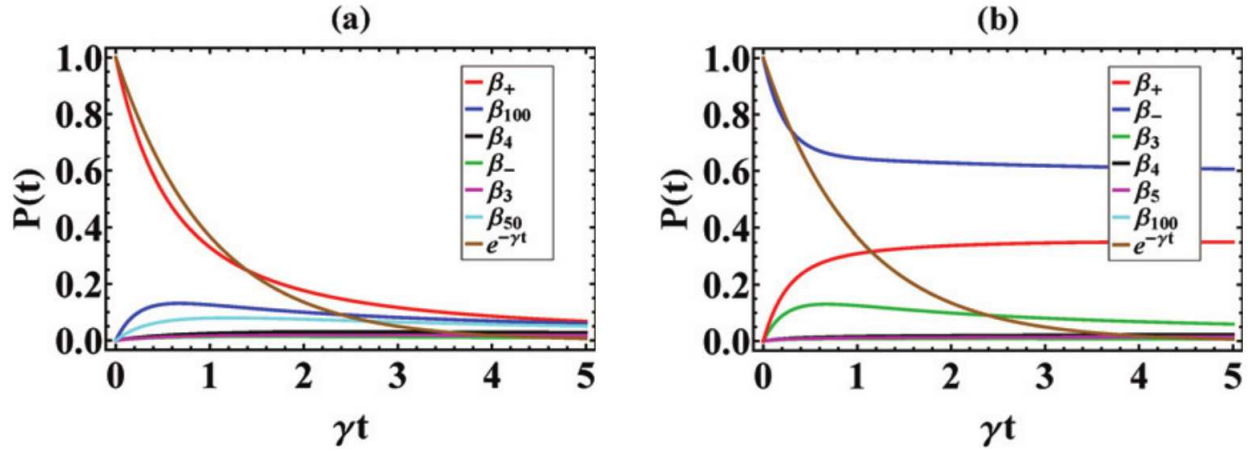 (a)
P(t)
1.0
0.8
0.6
0.4
0.2
0.0
β₊
β₁₀₀
β₄
β₋
β₃
β₅₀
e^{-γt}
0 1 2 3 4 5
γt
(b)
P(t)
1.0
0.8
0.6
0.4
0.2
0.0
β₊
β₋
β₃
β₄
β₅
β₁₀₀
e^{-γt}
0 1 2 3 4 5
γt